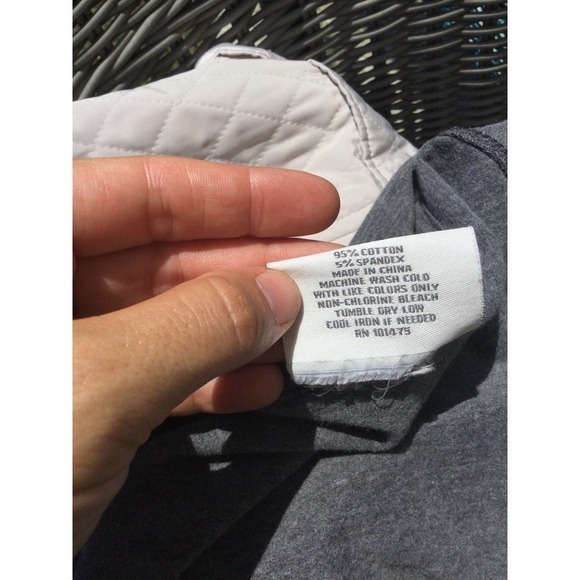 95% COTTON
5% SPANDEX
MADE IN CHINA
MACHINE WASH COLD
WITH LIKE COLORS ONLY
NON-CHLORINE BLEACH
TUMBLE DRY LOW
COOL IRON IF NEEDED
RN 101475